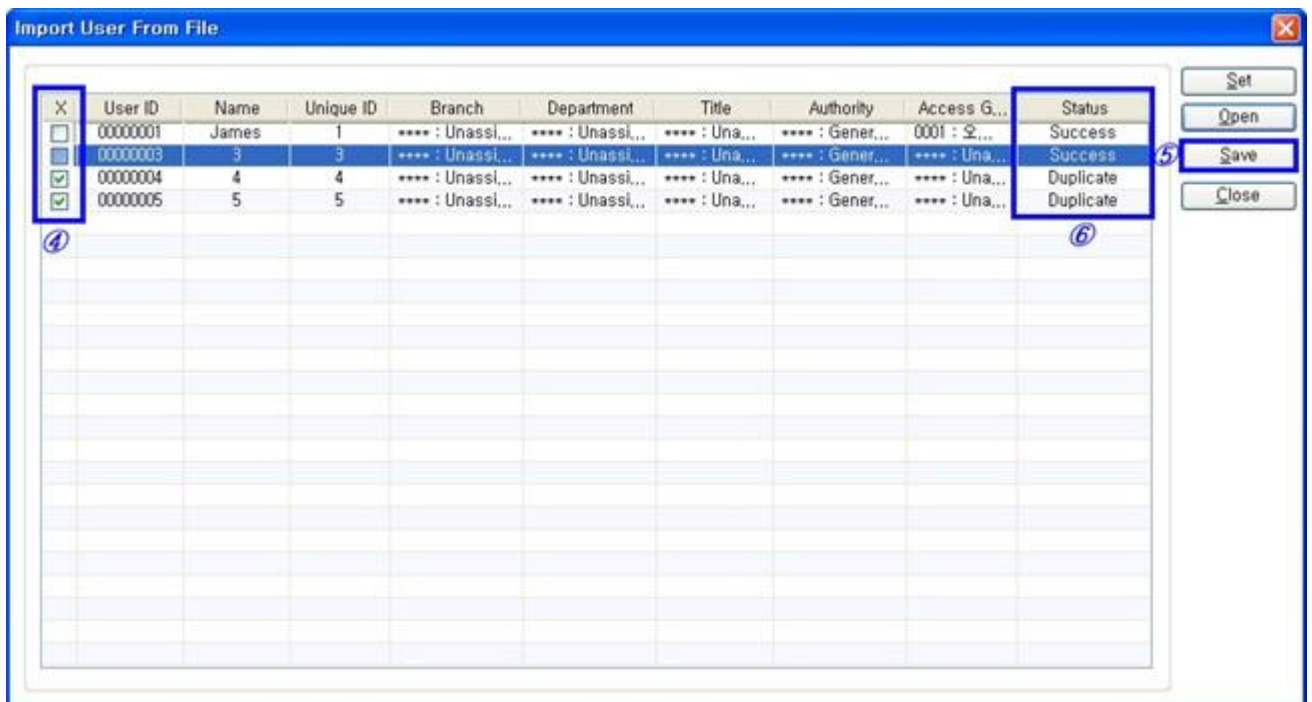 Import User From File
Set
X User ID Name Unique ID Branch Department Title Authority Access G... Status
Open
00000001 James 1 **** : Unassi... **** : Unassi... **** : Una... **** : Gener... 0001 : 오... Success
00000003 3 3 **** : Unassi... **** : Unassi... **** : Una... **** : Gener... **** : Una... Success
⑤ Save
00000004 4 4 **** : Unassi... **** : Unassi... **** : Una... **** : Gener... **** : Una... Duplicate
00000005 5 5 **** : Unassi... **** : Unassi... **** : Una... **** : Gener... **** : Una... Duplicate
Close
④ ⑥